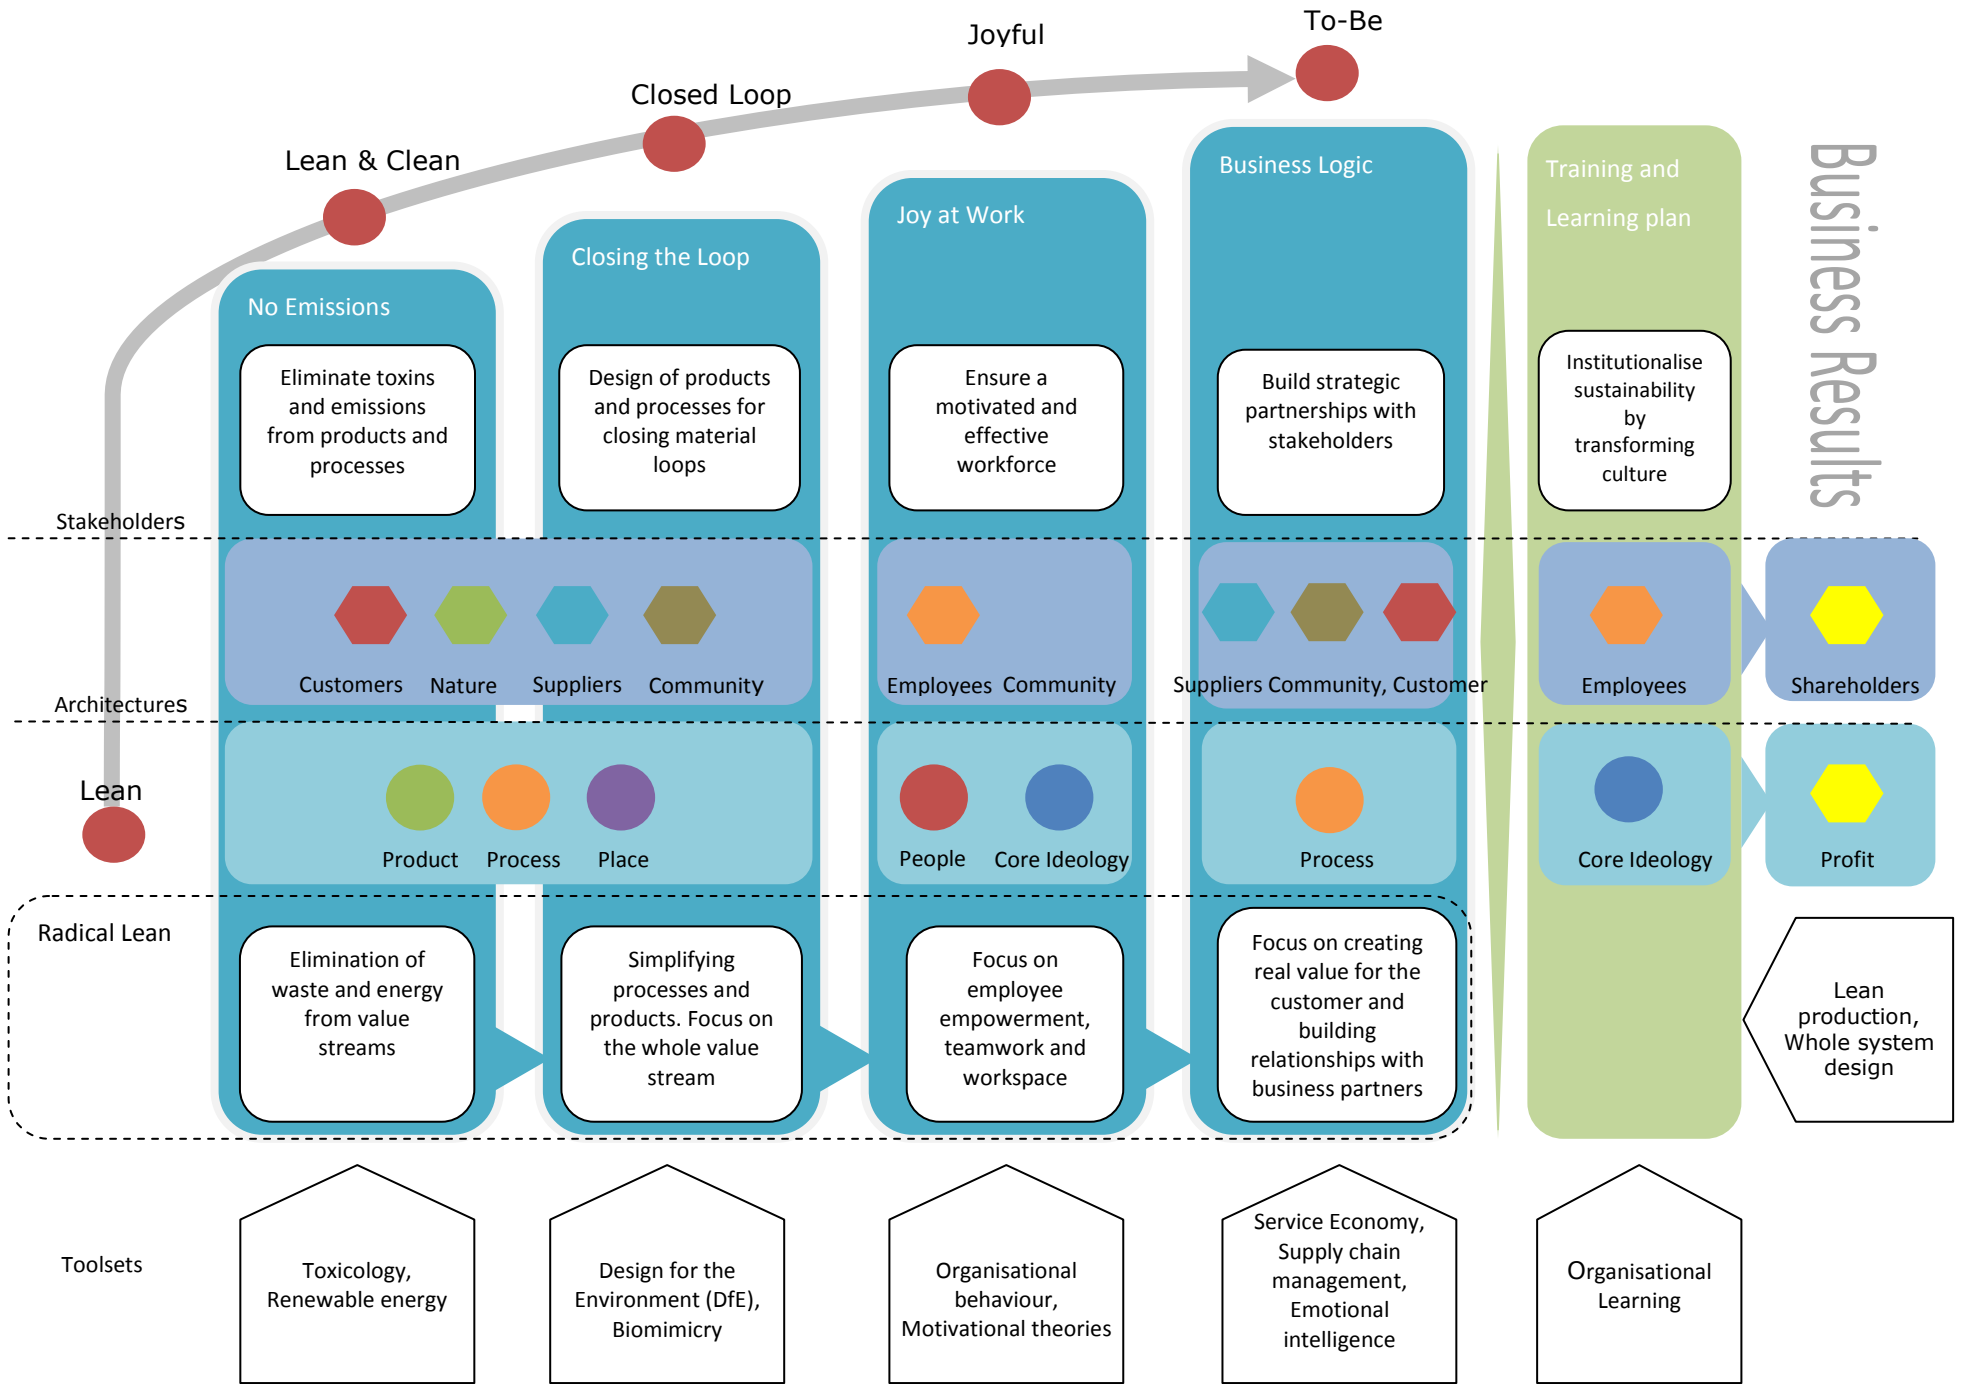 To-Be
Joyful
Closed Loop
Lean & Clean
Lean
No Emissions
Eliminate toxins
and emissions
from products and
processes
Closing the Loop
Design of products
and processes for
closing material
loops
Joy at Work
Ensure a
motivated and
effective
workforce
Business Logic
Build strategic
partnerships with
stakeholders
Training and
Learning plan
Institutionalise
sustainability
by
transforming
culture
Business Results
Stakeholders
Customers
Nature
Suppliers
Community
Employees
Community
Suppliers Community, Customer
Employees
Shareholders
Architectures
Product
Process
Place
People
Core Ideology
Process
Core Ideology
Profit
Radical Lean
Elimination of
waste and energy
from value
streams
Simplifying
processes and
products. Focus on
the whole value
stream
Focus on
employee
empowerment,
teamwork and
workspace
Focus on creating
real value for the
customer and
building
relationships with
business partners
Lean
production,
Whole system
design
Toolsets
Toxicology,
Renewable energy
Design for the
Environment (DfE),
Biomimicry
Organisational
behaviour,
Motivational theories
Service Economy,
Supply chain
management,
Emotional
intelligence
Organisational
Learning